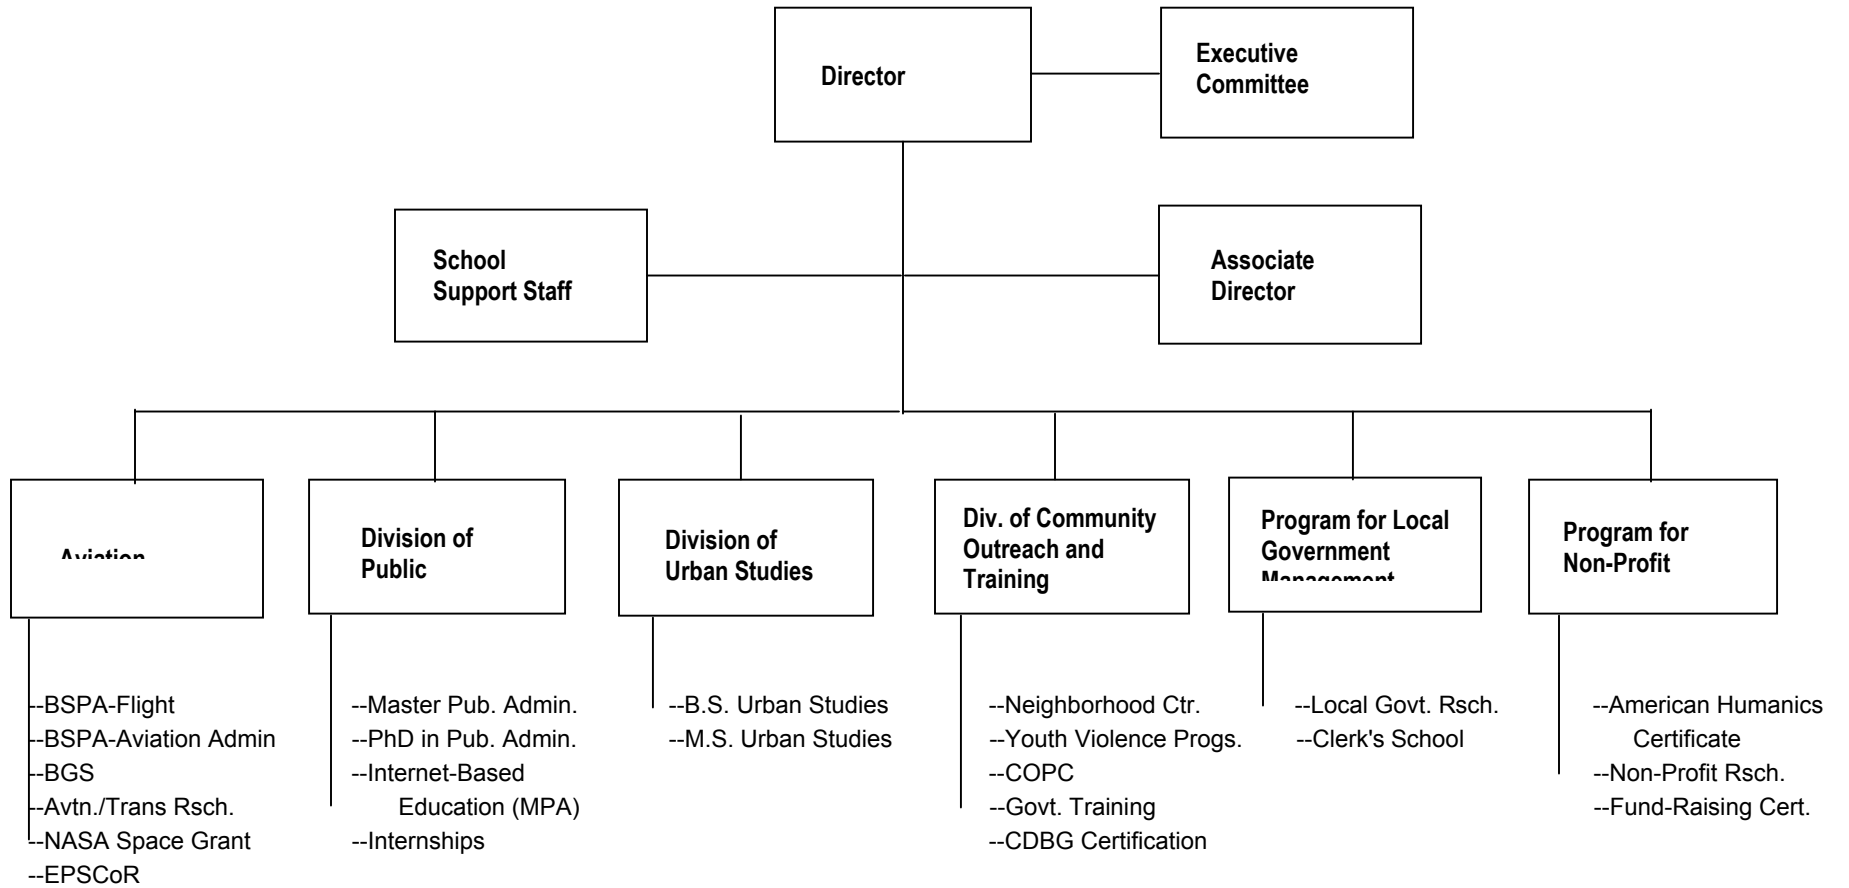 Director
Executive
Committee
School
Support Staff
Associate
Director
Aviation
Division of
Public
Division of
Urban Studies
Div. of Community
Outreach and
Training
Program for Local
Government
Management
Program for
Non-Profit
--BSPA-Flight
--BSPA-Aviation Admin
--BGS
--Avtn./Trans Rsch.
--NASA Space Grant
--EPSCoR
--Master Pub. Admin.
--PhD in Pub. Admin.
--Internet-Based
Education (MPA)
--Internships
--B.S. Urban Studies
--M.S. Urban Studies
--Neighborhood Ctr.
--Youth Violence Progs.
--COPC
--Govt. Training
--CDBG Certification
--Local Govt. Rsch.
--Clerk's School
--American Humanics
Certificate
--Non-Profit Rsch.
--Fund-Raising Cert.